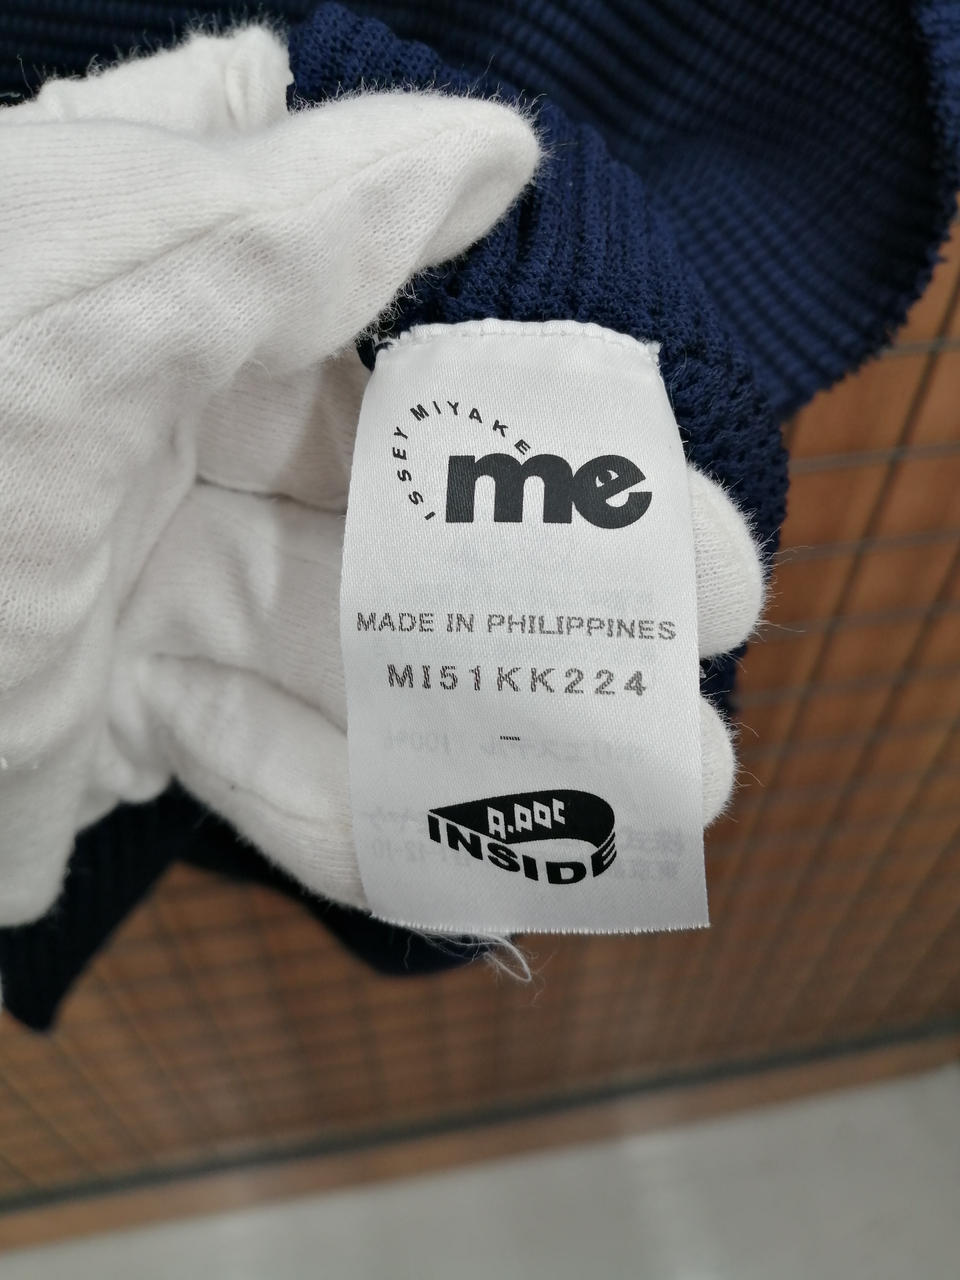 ISSEY MIYAKE
me
MADE IN PHILIPPINES
MI51KK224
A.POC
INSIDE